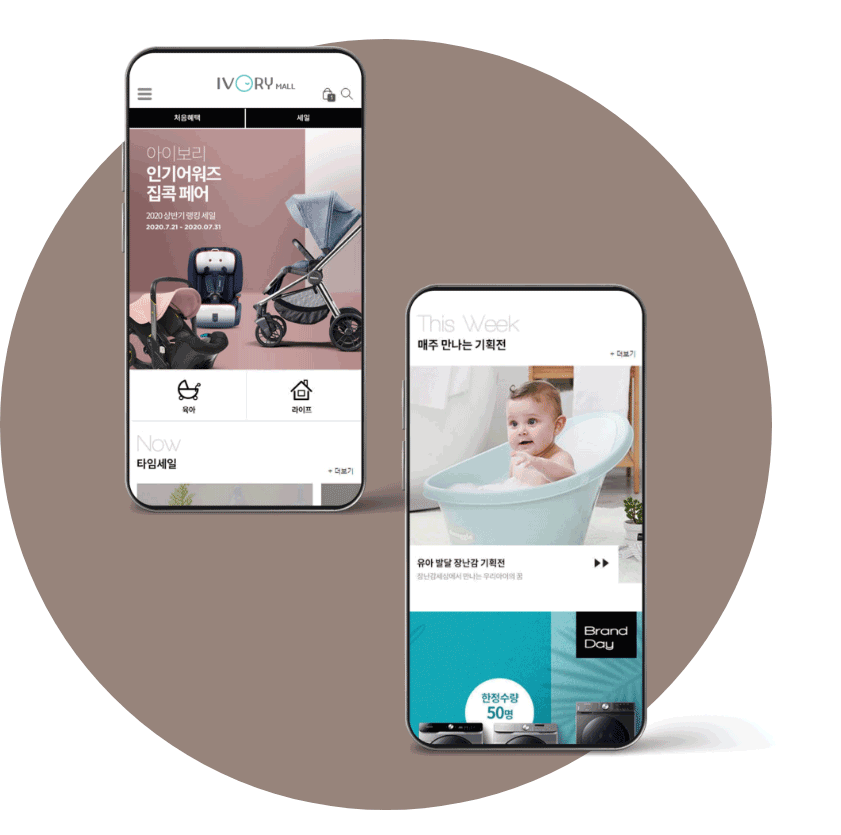 IVORY MALL
1
처음혜택
세일
아이보리
인기어워즈
집콕 페어
2020 상반기 랭킹 세일
2020.7.21 - 2020.07.31
육아
라이프
Now
타임세일
+ 더보기
This Week
매주 만나는 기획전
+ 더보기
유아 발달 장난감 기획전
장난감세상에서 만나는 우리아이의 꿈
Brand
Day
한정수량
50명